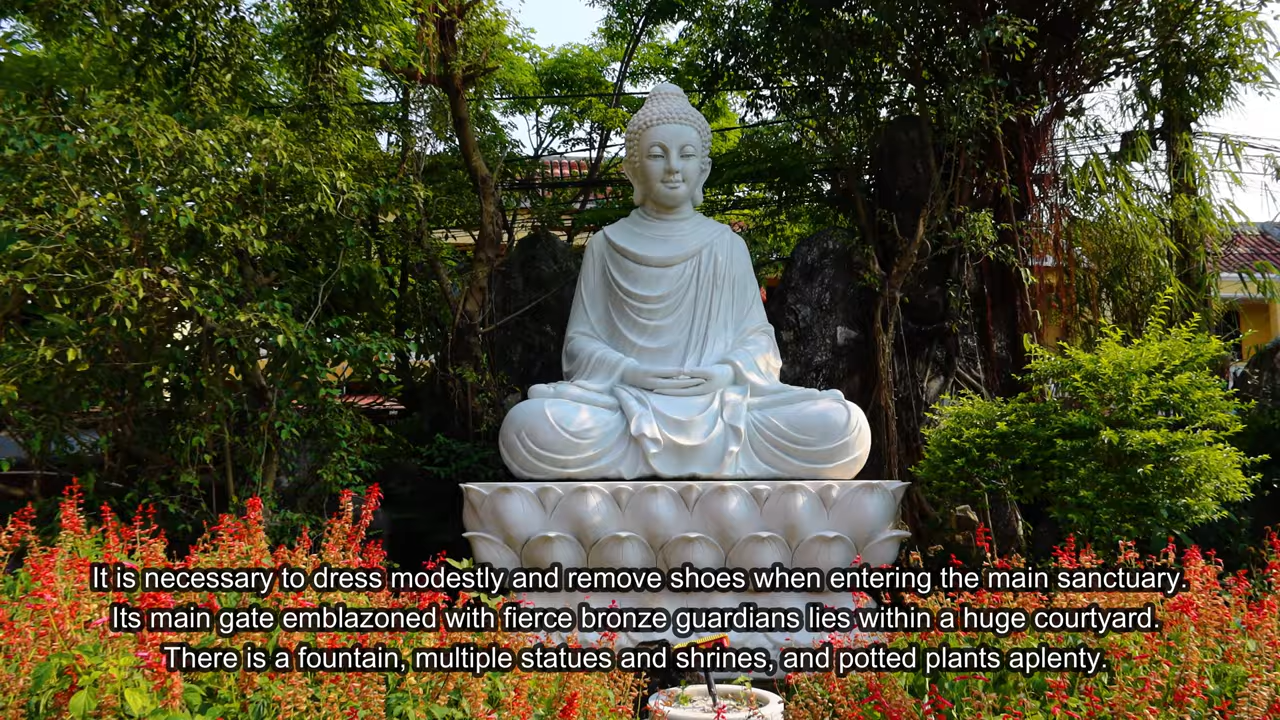 It is necessary to dress modestly and remove shoes when entering the main sanctuary.
Its main gate emblazoned with fierce bronze guardians lies within a huge courtyard.
There is a fountain, multiple statues and shrines, and potted plants aplenty.